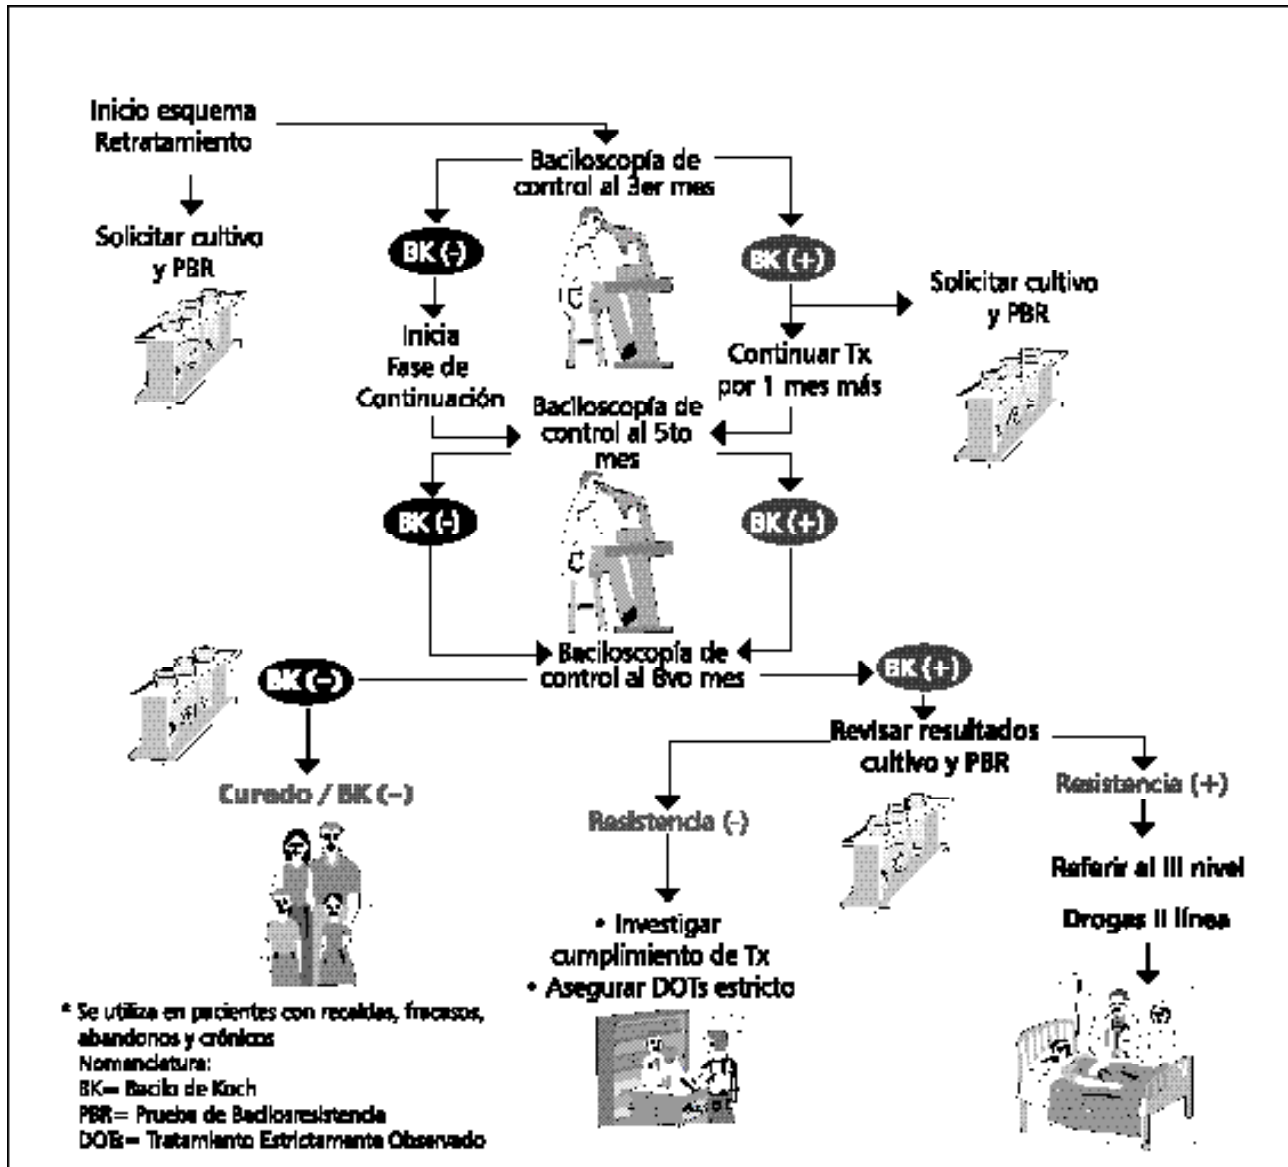 Inicio esquema
Retratamiento
Baciloscopía de
control al 3er mes
Solicitar cultivo
y PBR
BK (-)
BK (+)
Solicitar cultivo
y PBR
Inicia
Fase de
Continuación
Continuar Tx
por 1 mes más
Baciloscopía de
control al 5to
mes
BK (-)
BK (+)
Baciloscopía de
control al 8vo mes
BK (-)
BK (+)
Revisar resultados
cultivo y PBR
Curado / BK (-)
Resistencia (-)
Resistencia (+)
Referir al III nivel
Drogas II línea
• Investigar
cumplimiento de Tx
• Asegurar DOTs estricto
* Se utiliza en pacientes con recaídas, fracasos,
abandonos y crónicos
Nomenclatura:
BK= Bacilo de Koch
PBR= Prueba de Baciloresistencia
DOTs= Tratamiento Estrictamente Observado